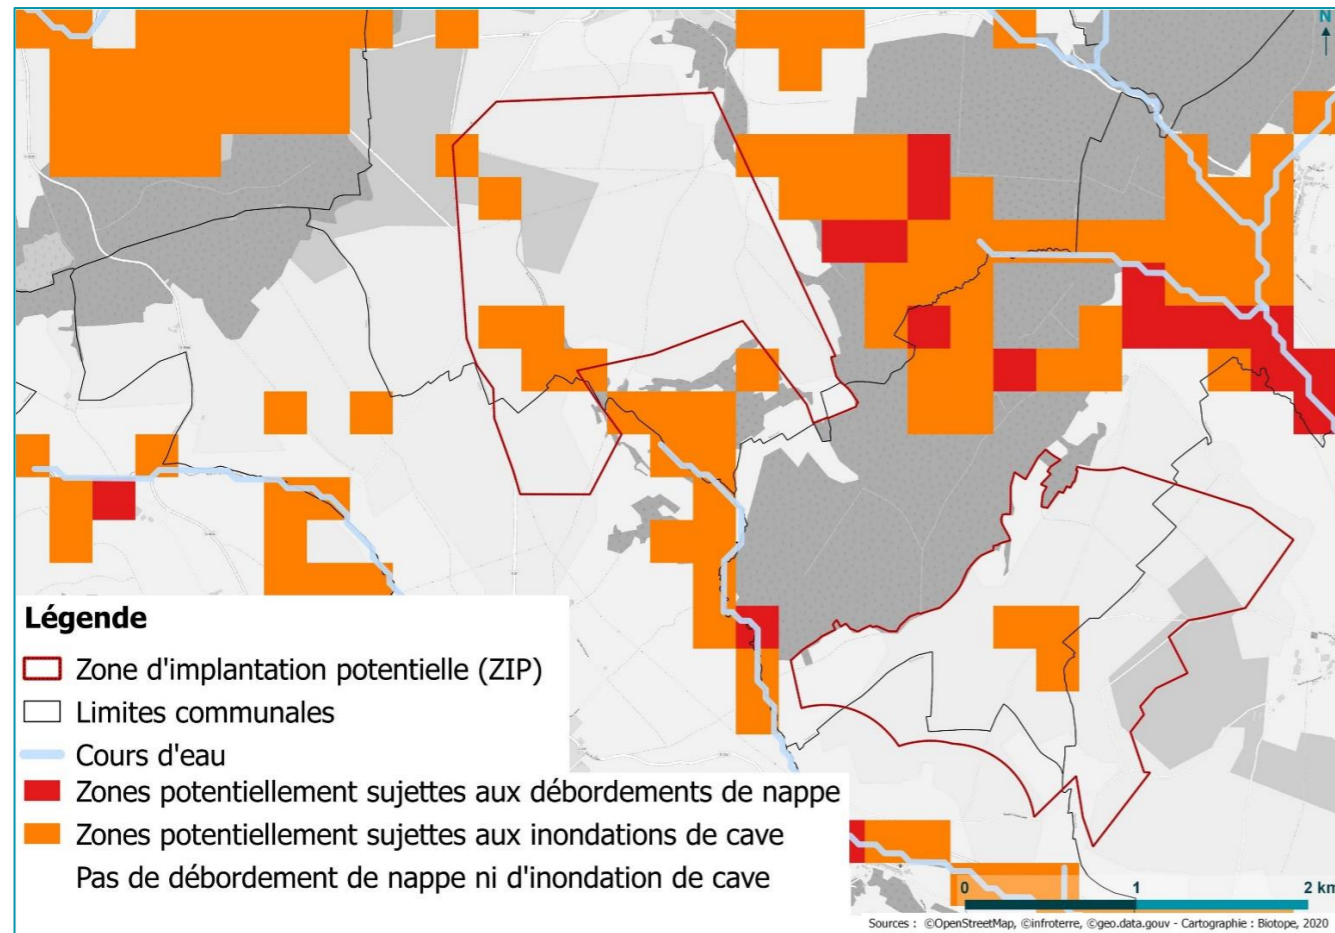 N
Légende
Zone d'implantation potentielle (ZIP)
Limites communales
Cours d'eau
Zones potentiellement sujettes aux débordements de nappe
Zones potentiellement sujettes aux inondations de cave
Pas de débordement de nappe ni d'inondation de cave
0 1 2 km
Sources : ©OpenStreetMap, ©infroterre, ©geo.data.gouv - Cartographie : Biotope, 2020